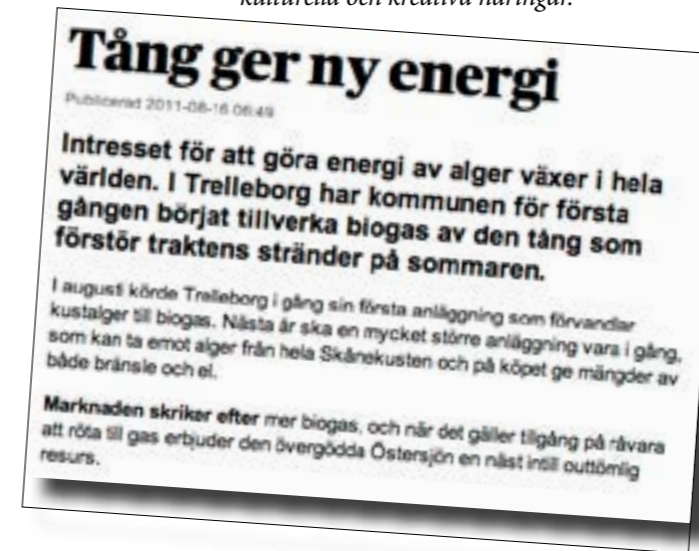 kulturella och kreativa näringar.
Tång ger ny energi
Publicerad 2011-08-16 06:49
Intresset för att göra energi av alger växer i hela
världen. I Trelleborg har kommunen för första
gången börjat tillverka biogas av den tång som
förstör traktens stränder på sommaren.
I augusti körde Trelleborg i gång sin första anläggning som förvandlar
kustalger till biogas. Nästa år ska en mycket större anläggning vara i gång,
som kan ta emot alger från hela Skånekusten och på köpet ge mängder av
både bränsle och el.
Marknaden skriker efter mer biogas, och när det gäller tillgång på råvara
att röta till gas erbjuder den övergödda Östersjön en näst intill outtömlig
resurs.